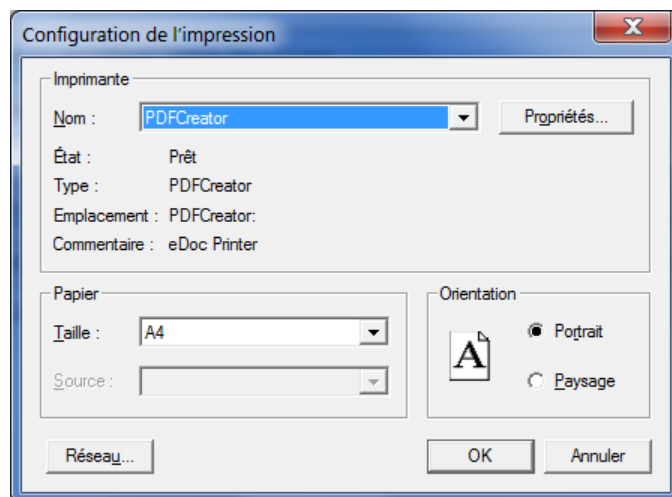 Configuration de l'impression
Imprimante
Nom : PDFCreator Propriétés...
État : Prêt
Type : PDFCreator
Emplacement : PDFCreator:
Commentaire : eDoc Printer
Papier
Taille : A4
Source :
Orientation
A
Portrait
Paysage
Réseau... OK Annuler